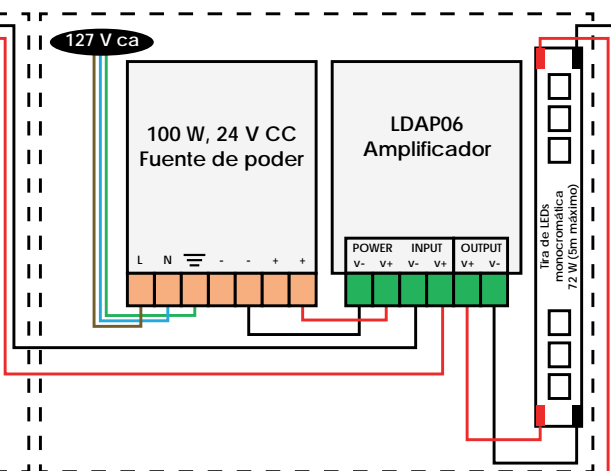 127 V ca
100 W, 24 V CC
Fuente de poder
L N - - + +
LDAP06
Amplificador
POWER INPUT OUTPUT
V- V+ V- V+ V+ V-
Tira de LEDs
monocromática
72 W (5m máximo)